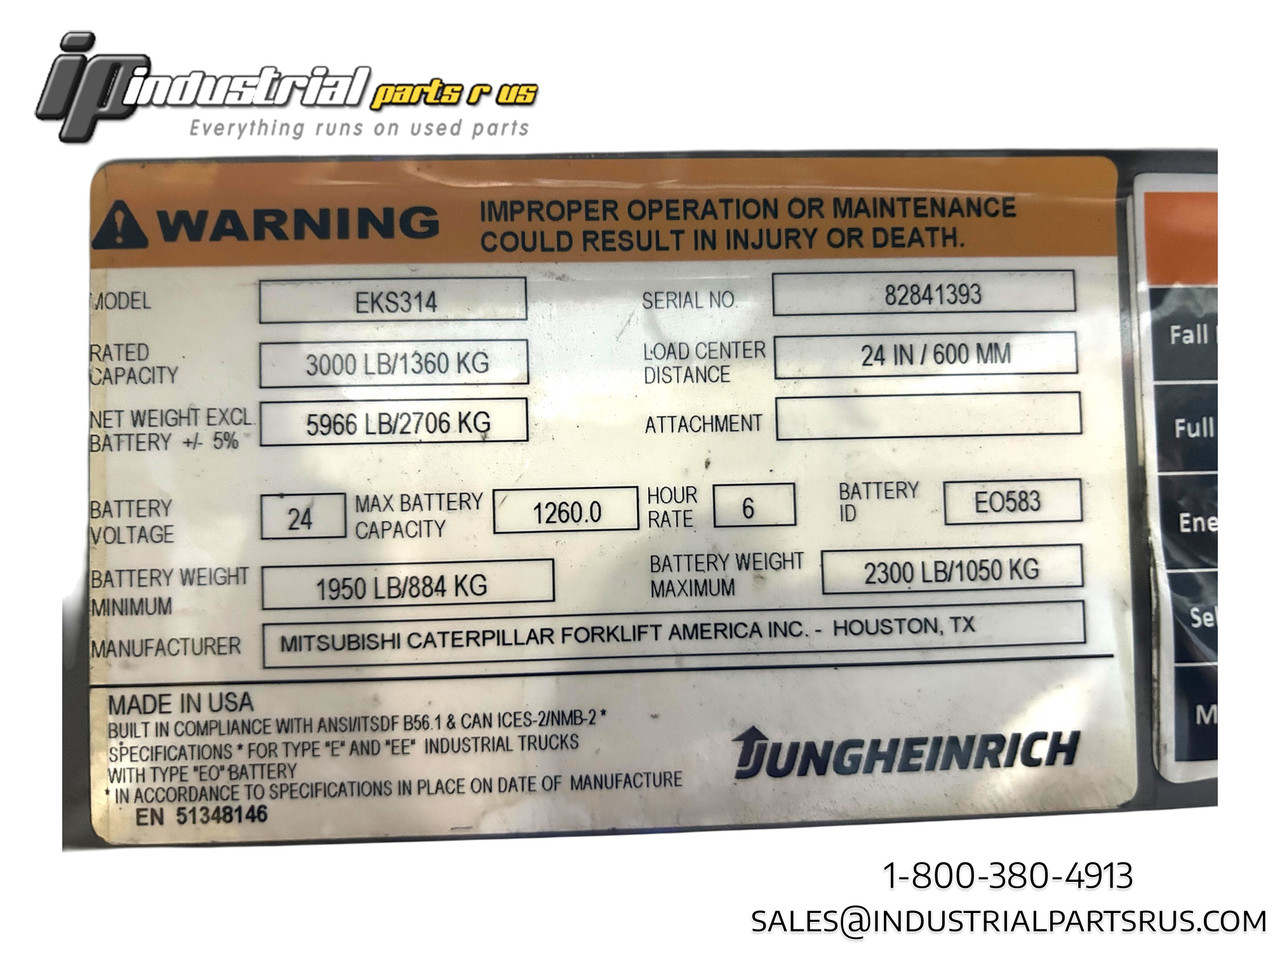 ip industrial parts r us
Everything runs on used parts
WARNING
IMPROPER OPERATION OR MAINTENANCE
COULD RESULT IN INJURY OR DEATH.
MODEL EKS314 SERIAL NO. 82841393
RATED
CAPACITY 3000 LB/1360 KG
LOAD CENTER
DISTANCE 24 IN / 600 MM
NET WEIGHT EXCL.
BATTERY +/- 5% 5966 LB/2706 KG
ATTACHMENT
BATTERY
VOLTAGE 24
MAX BATTERY
CAPACITY 1260.0
HOUR
RATE 6
BATTERY
ID EO583
BATTERY WEIGHT
MINIMUM 1950 LB/884 KG
BATTERY WEIGHT
MAXIMUM 2300 LB/1050 KG
MANUFACTURER MITSUBISHI CATERPILLAR FORKLIFT AMERICA INC. - HOUSTON, TX
MADE IN USA
BUILT IN COMPLIANCE WITH ANSI/ITSDF B56.1 & CAN ICES-2/NMB-2 *
SPECIFICATIONS * FOR TYPE "E" AND "EE" INDUSTRIAL TRUCKS
WITH TYPE "EO" BATTERY
* IN ACCORDANCE TO SPECIFICATIONS IN PLACE ON DATE OF MANUFACTURE
EN 51348146
JUNGHEINRICH
Fall
Full
Ene
Sel
M
1-800-380-4913
SALES@INDUSTRIALPARTSRUS.COM